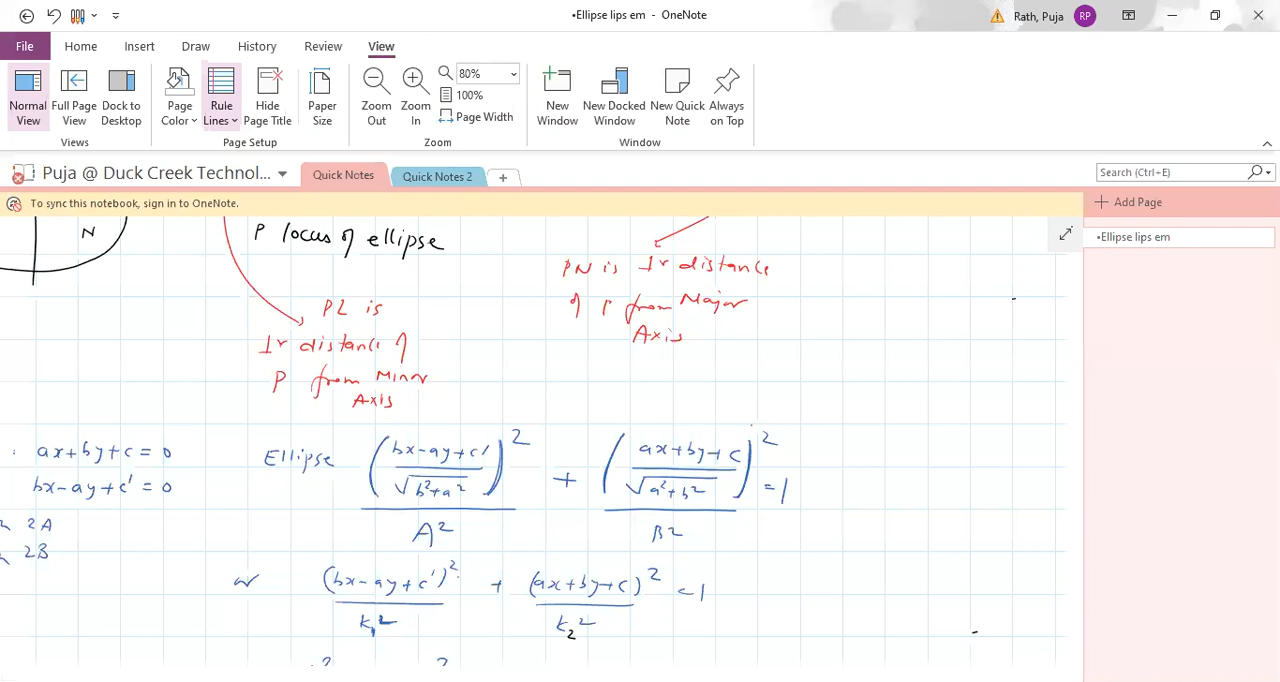 •Ellipse lips em - OneNote
Rath, Puja RP
File Home Insert Draw History Review View
Normal View
Full Page View
Dock to Desktop
Views
Page Color
Rule Lines
Hide Page Title
Paper Size
Page Setup
Zoom Out
Zoom In
80%
100%
Page Width
Zoom
New Window
New Docked Window
New Quick Note
Always on Top
Window
Puja @ Duck Creek Technol... Quick Notes Quick Notes 2 +
Search (Ctrl+E)
To sync this notebook, sign in to OneNote.
Add Page
•Ellipse lips em
N
P locus of ellipse
PN is ⊥r distance
of P from Major
Axis
PL is
⊥r distance of
P from Minor
Axis
ax+by+c=0
bx-ay+c'=0
2A
2B
Ellipse ((bx-ay+c')/√(b²+a²))²/A² + ((ax+by+c)/√(a²+b²))²/B² = 1
or (bx-ay+c')²/k₁² + (ax+by+c)²/k₂² = 1